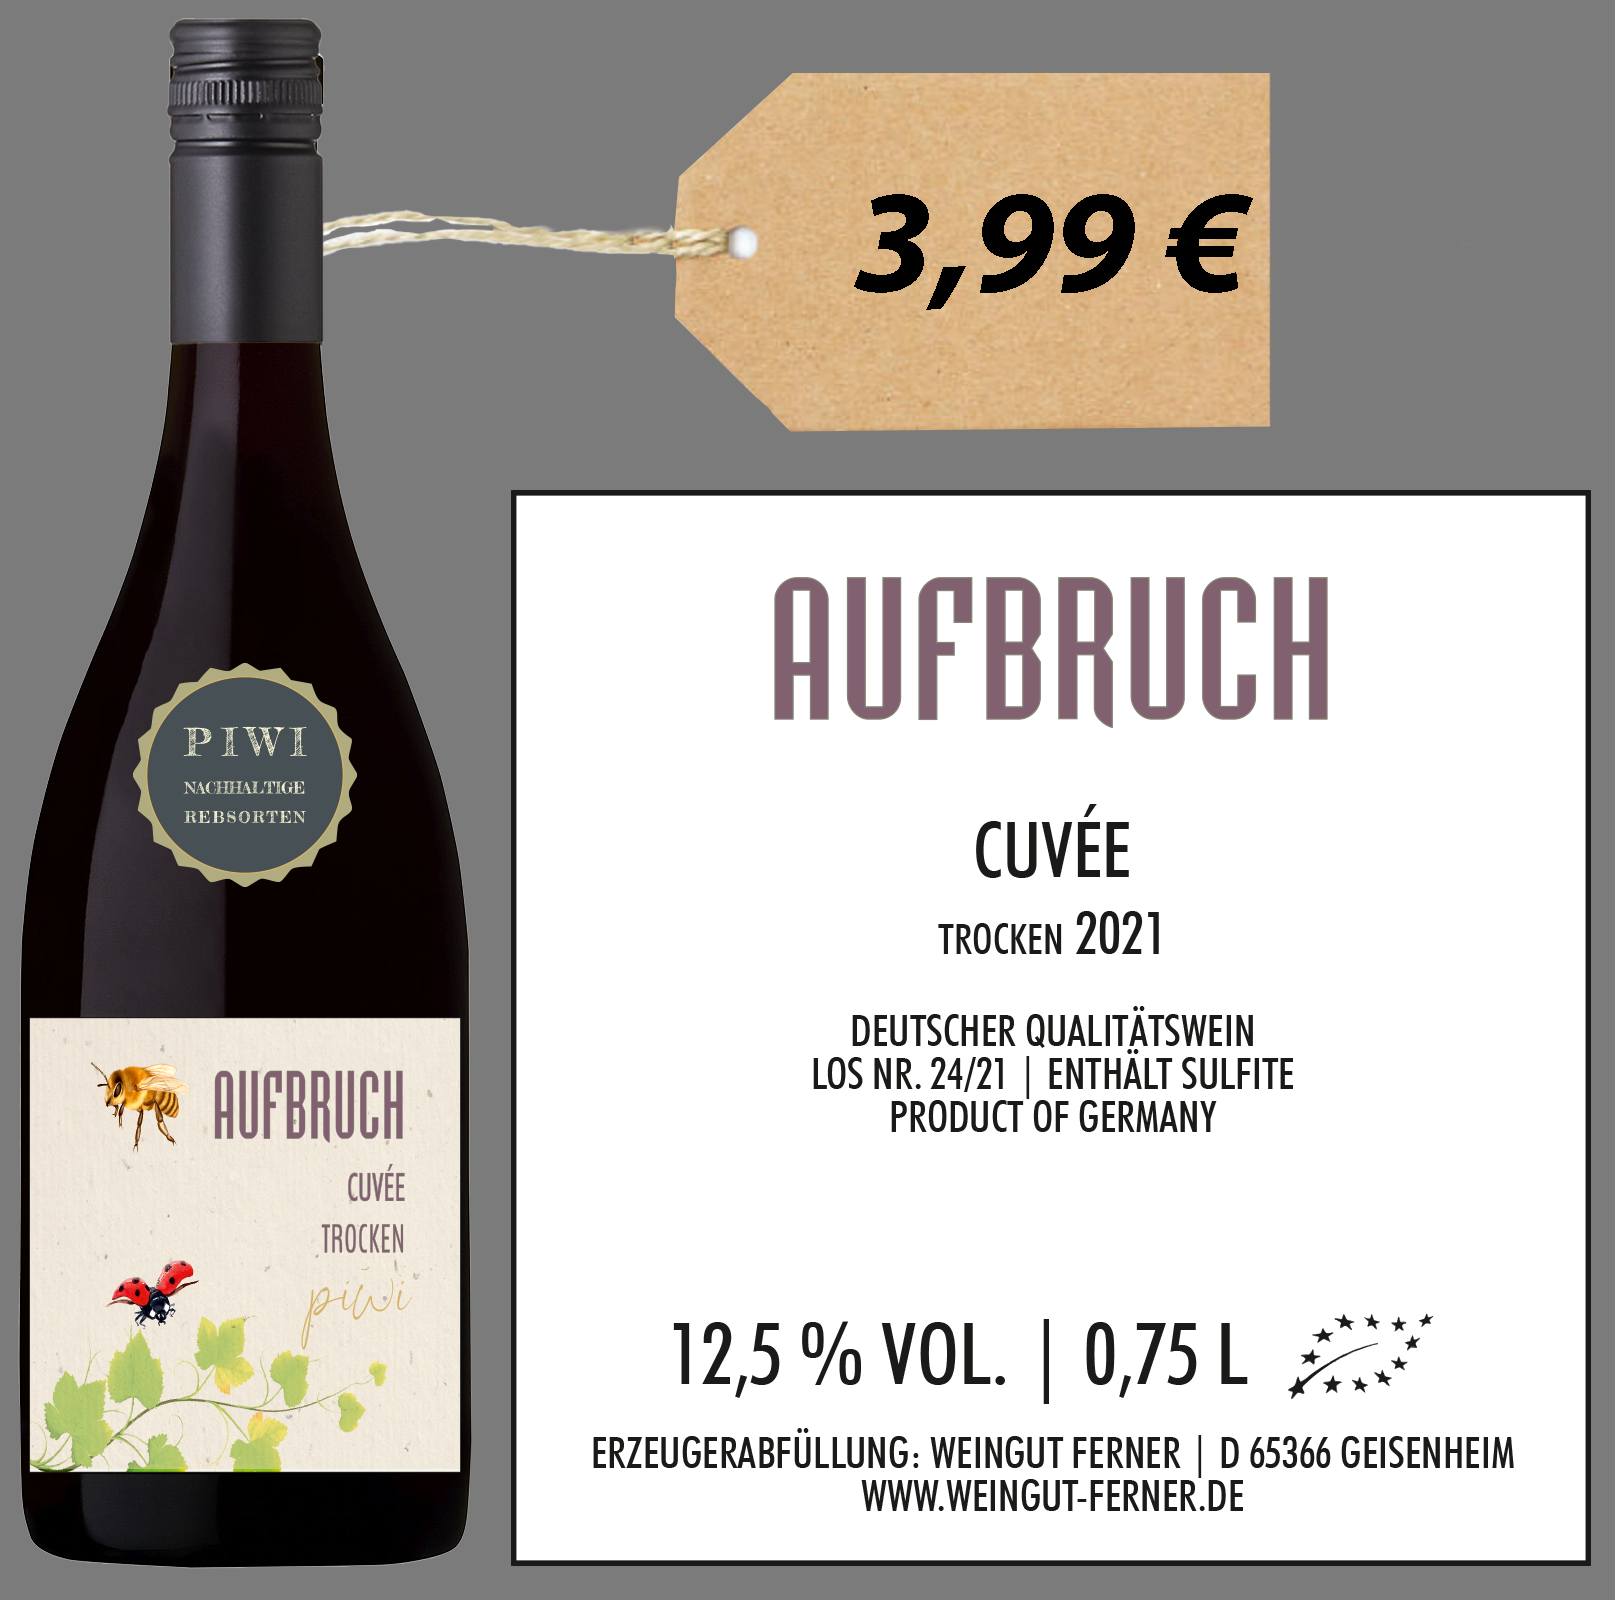 3,99 €
PIWI
NACHHALTIGE
REBSORTEN
AUFBRUCH
CUVÉE
TROCKEN
piwi
AUFBRUCH
CUVÉE
TROCKEN 2021
DEUTSCHER QUALITÄTSWEIN
LOS NR. 24/21 | ENTHÄLT SULFITE
PRODUCT OF GERMANY
12,5 % VOL. | 0,75 L
ERZEUGERABFÜLLUNG: WEINGUT FERNER | D 65366 GEISENHEIM
WWW.WEINGUT-FERNER.DE